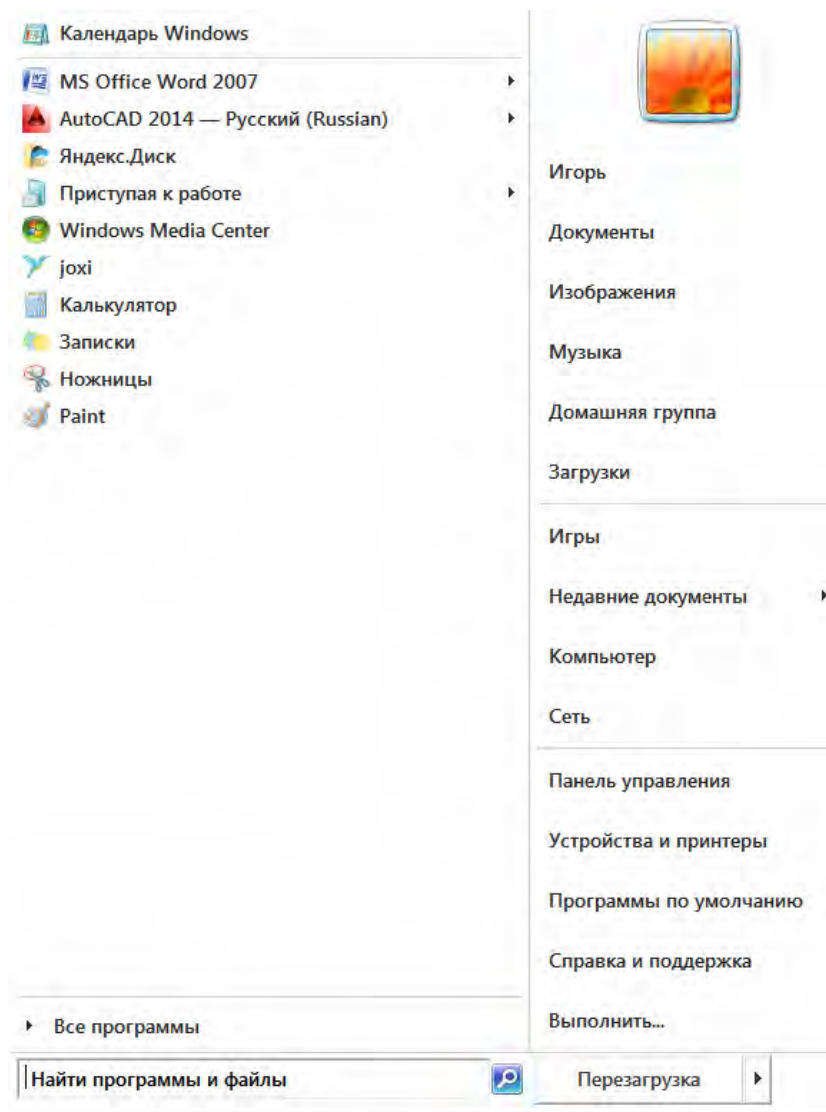 Календарь Windows
MS Office Word 2007
AutoCAD 2014 — Русский (Russian)
Яндекс.Диск
Приступая к работе
Windows Media Center
joxi
Калькулятор
Записки
Ножницы
Paint
Все программы
Найти программы и файлы
Игорь
Документы
Изображения
Музыка
Домашняя группа
Загрузки
Игры
Недавние документы
Компьютер
Сеть
Панель управления
Устройства и принтеры
Программы по умолчанию
Справка и поддержка
Выполнить...
Перезагрузка